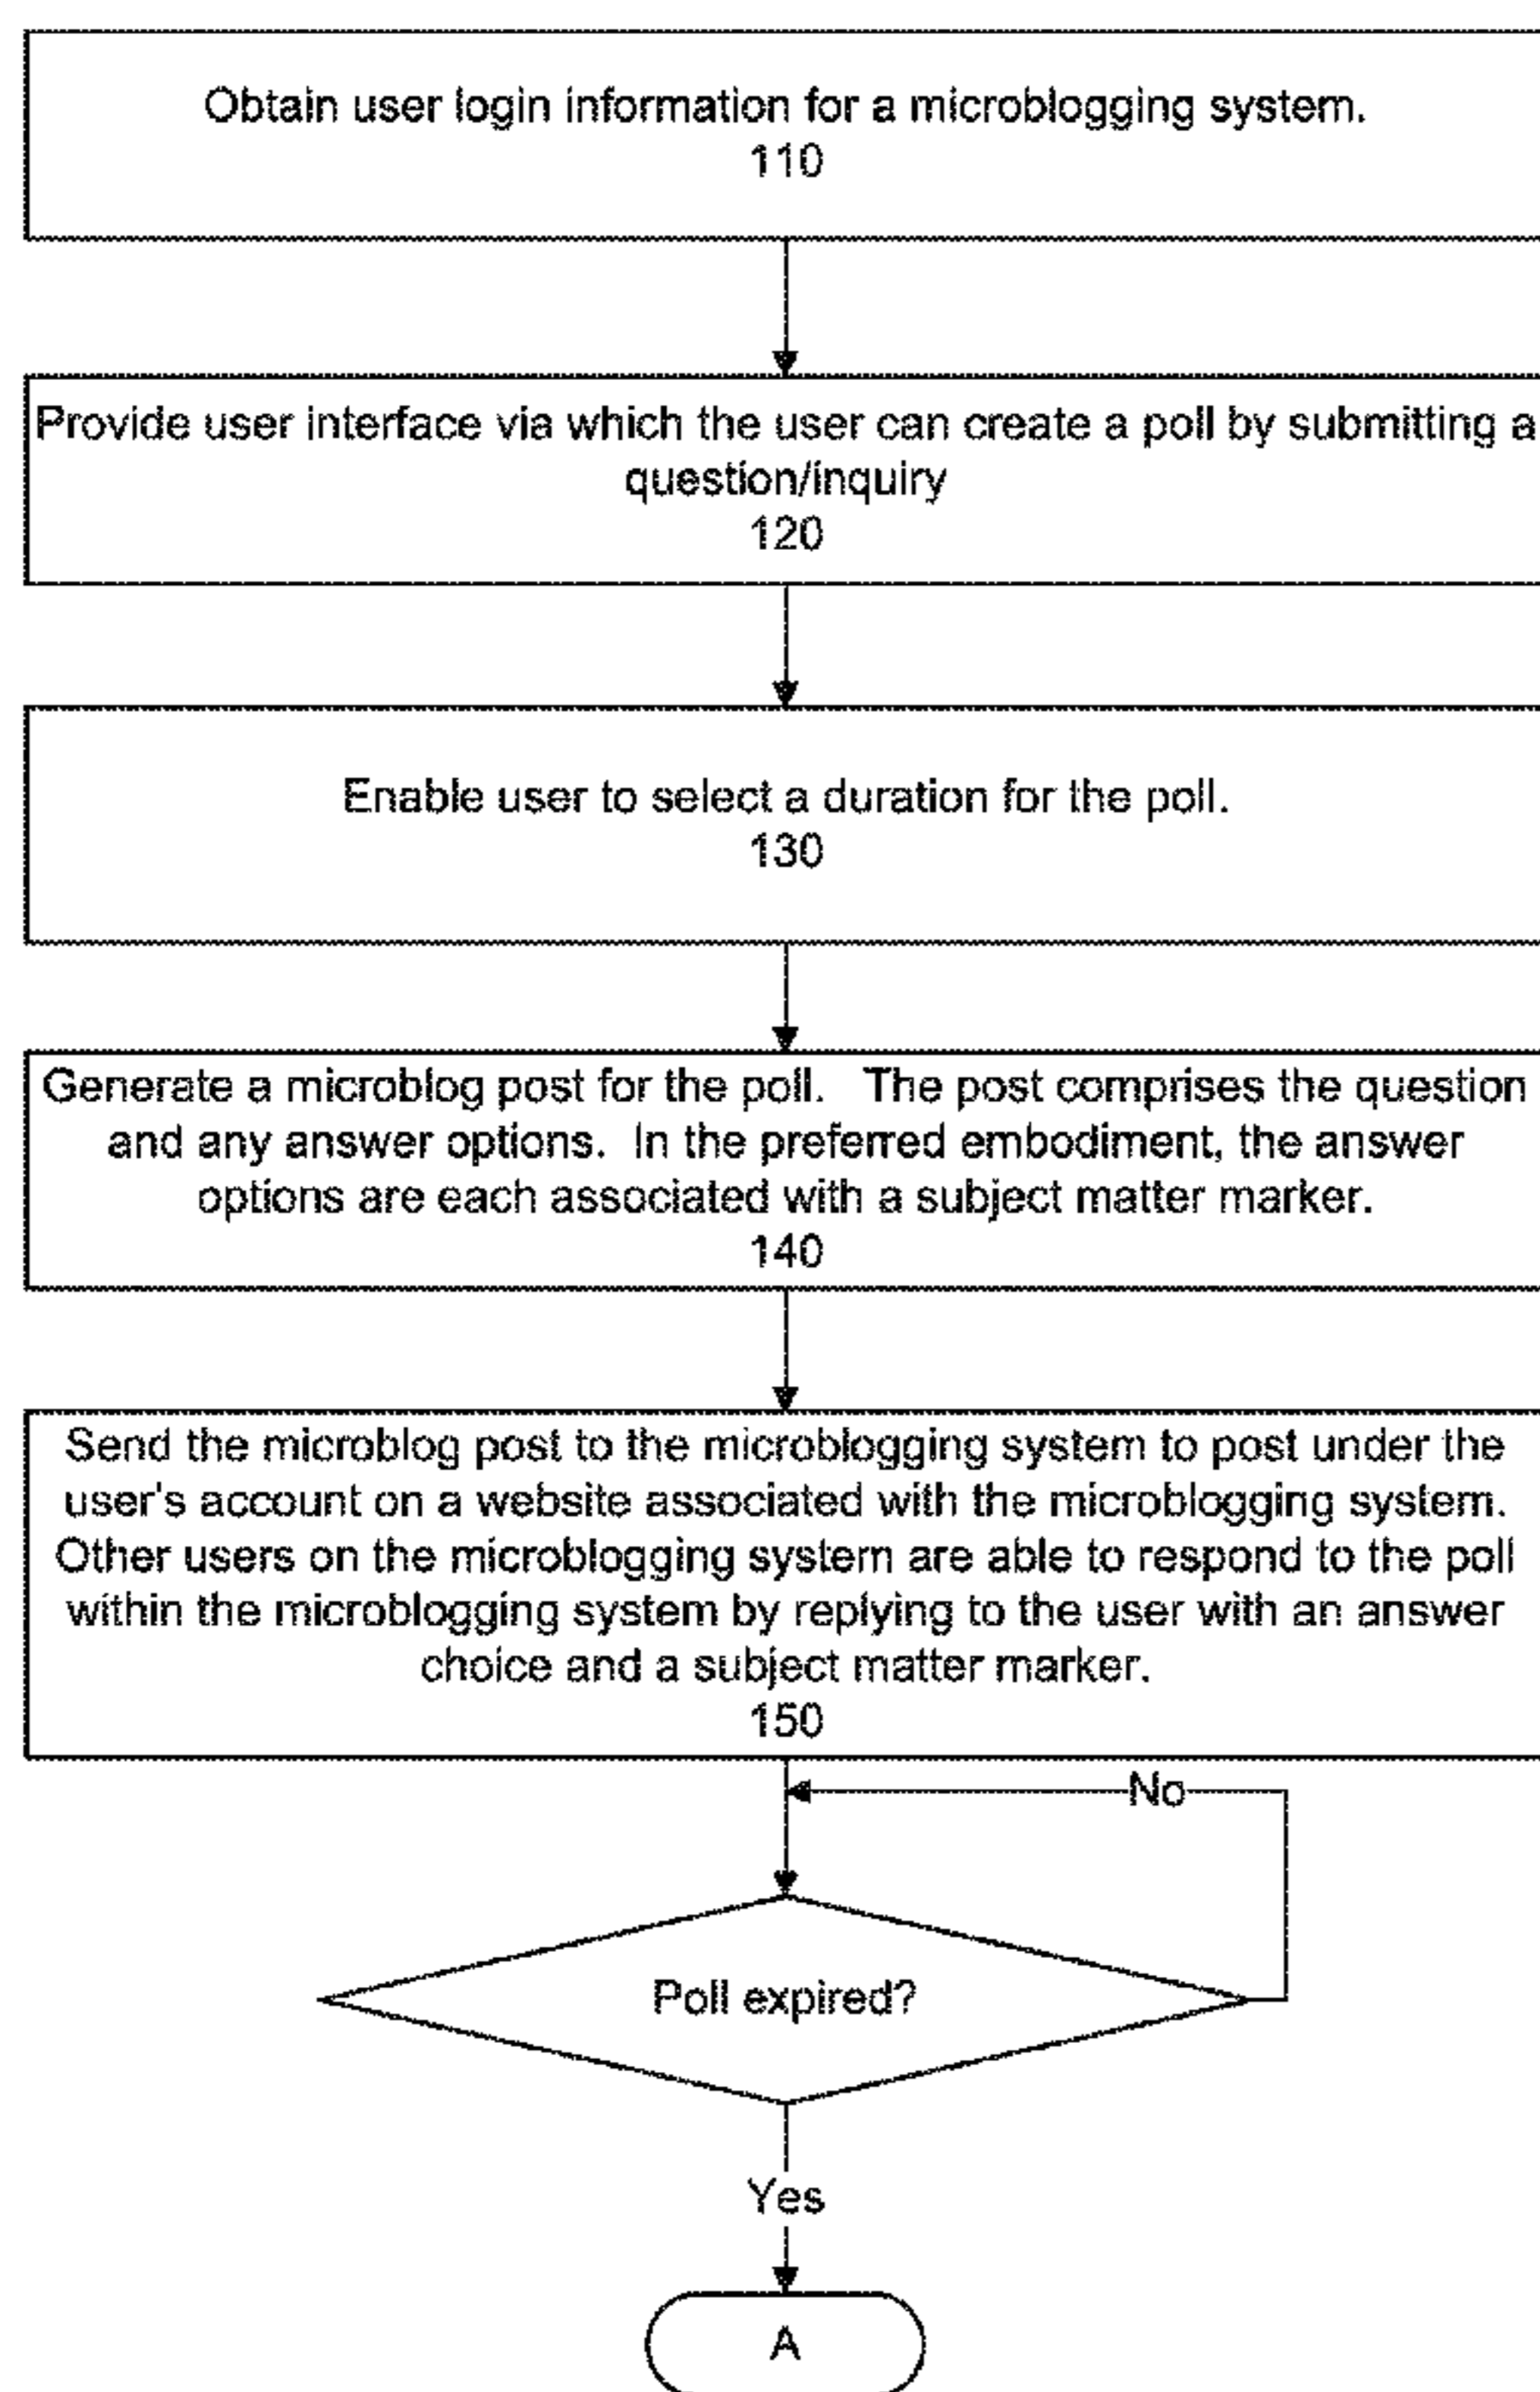 Obtain user login information for a microblogging system.
110
Provide user interface via which the user can create a poll by submitting a
question/inquiry
120
Enable user to select a duration for the poll.
130
Generate a microblog post for the poll.   The post comprises the question
and any answer options.  In the preferred embodiment, the answer
options are each associated with a subject matter marker.
140
Send the microblog post to the microblogging system to post under the
user's account on a website associated with the microblogging system.
Other users on the microblogging system are able to respond to the poll
within the microblogging system by replying to the user with an answer
choice and a subject matter marker.
150
No
Poll expired?
Yes
A